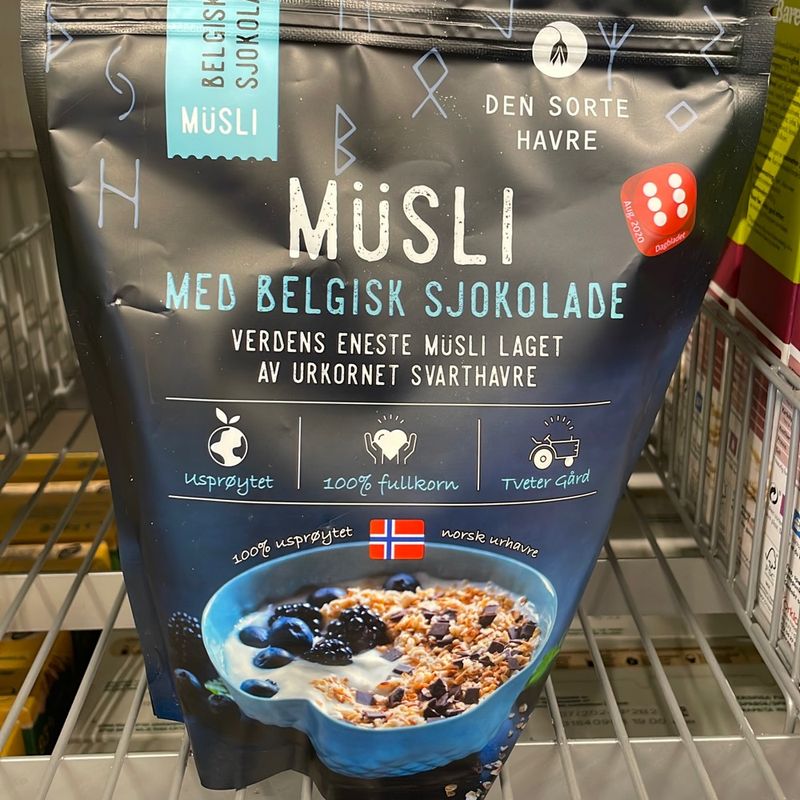 BELGISK
SJOKOLA
MÜSLI
DEN SORTE
HAVRE
Aug. 2020
Dagbladet
MÜSLI
MED BELGISK SJOKOLADE
VERDENS ENESTE MÜSLI LAGET
AV URKORNET SVARTHAVRE
usprøytet
100% fullkorn
Tveter Gård
100% usprøytet
norsk urhavre